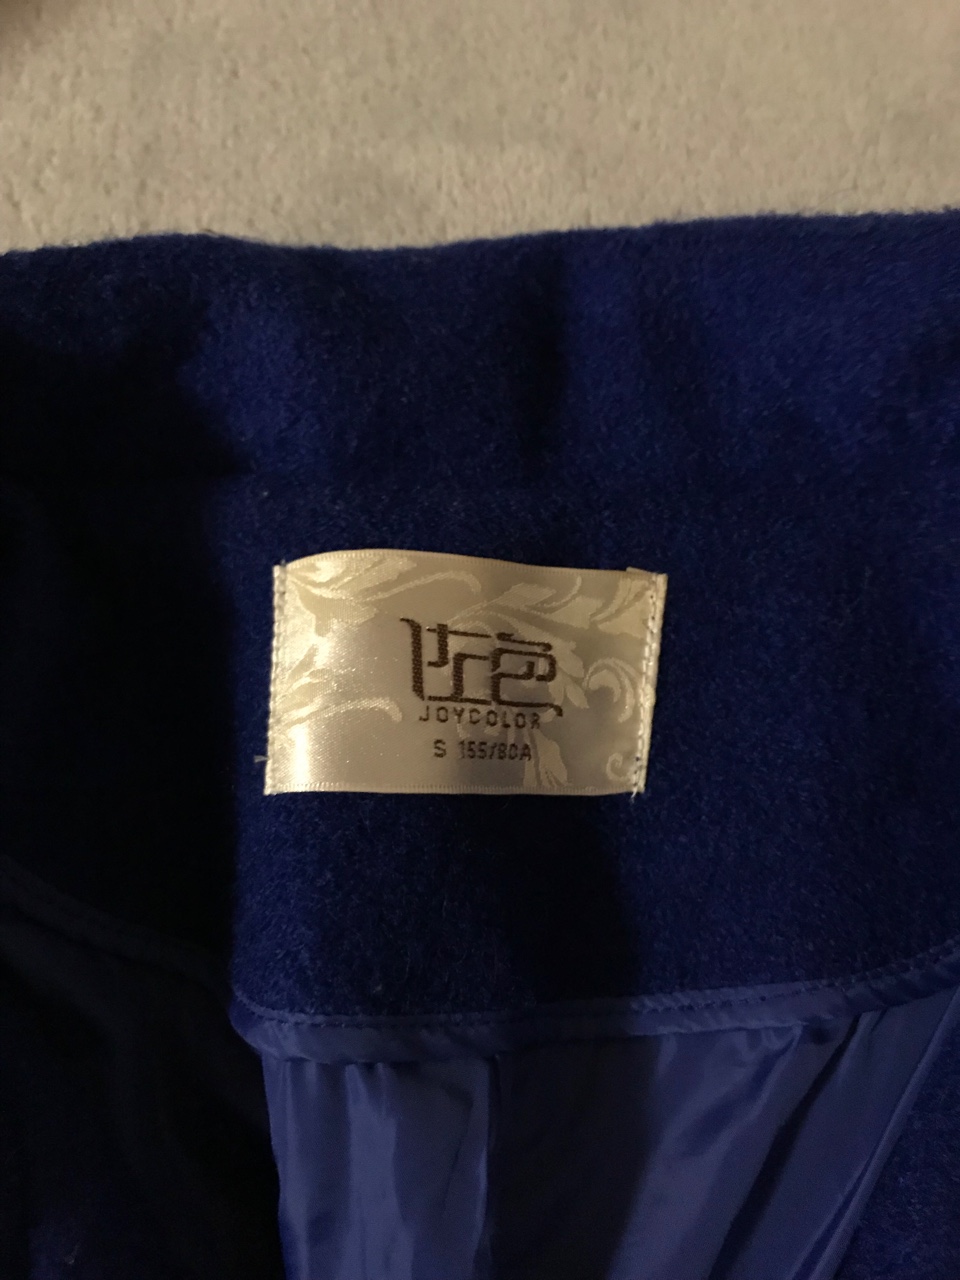 佐色
JOYCOLOR
S 155/80A